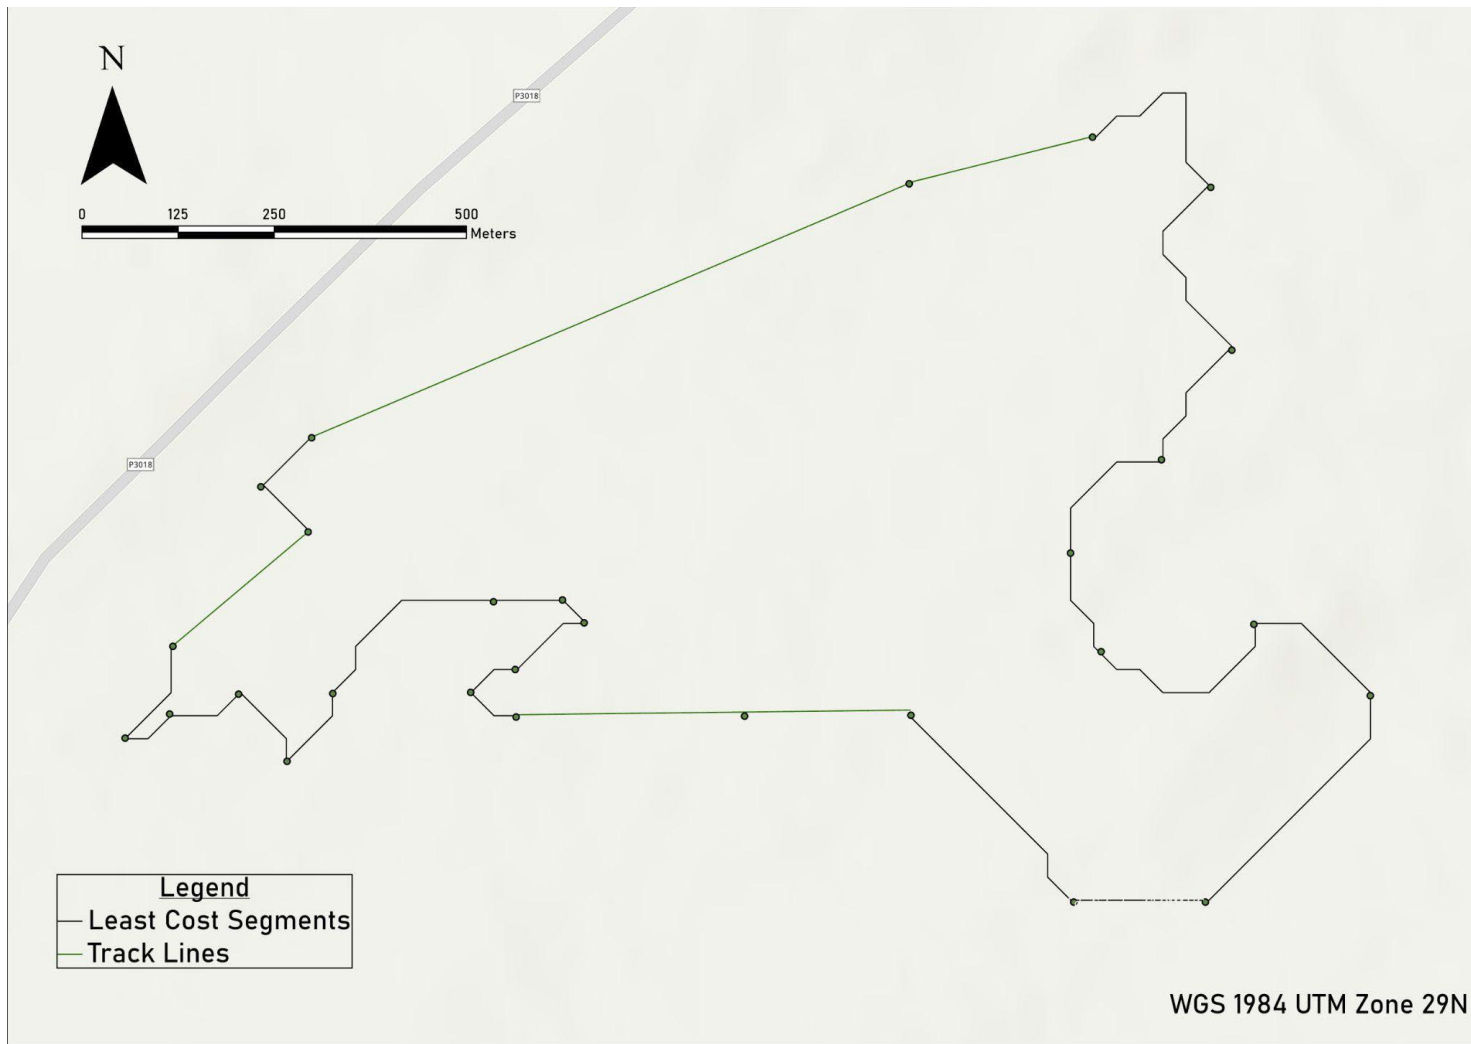 N
P3018
0 125 250 500
Meters
P3018
Legend
Least Cost Segments
Track Lines
WGS 1984 UTM Zone 29N